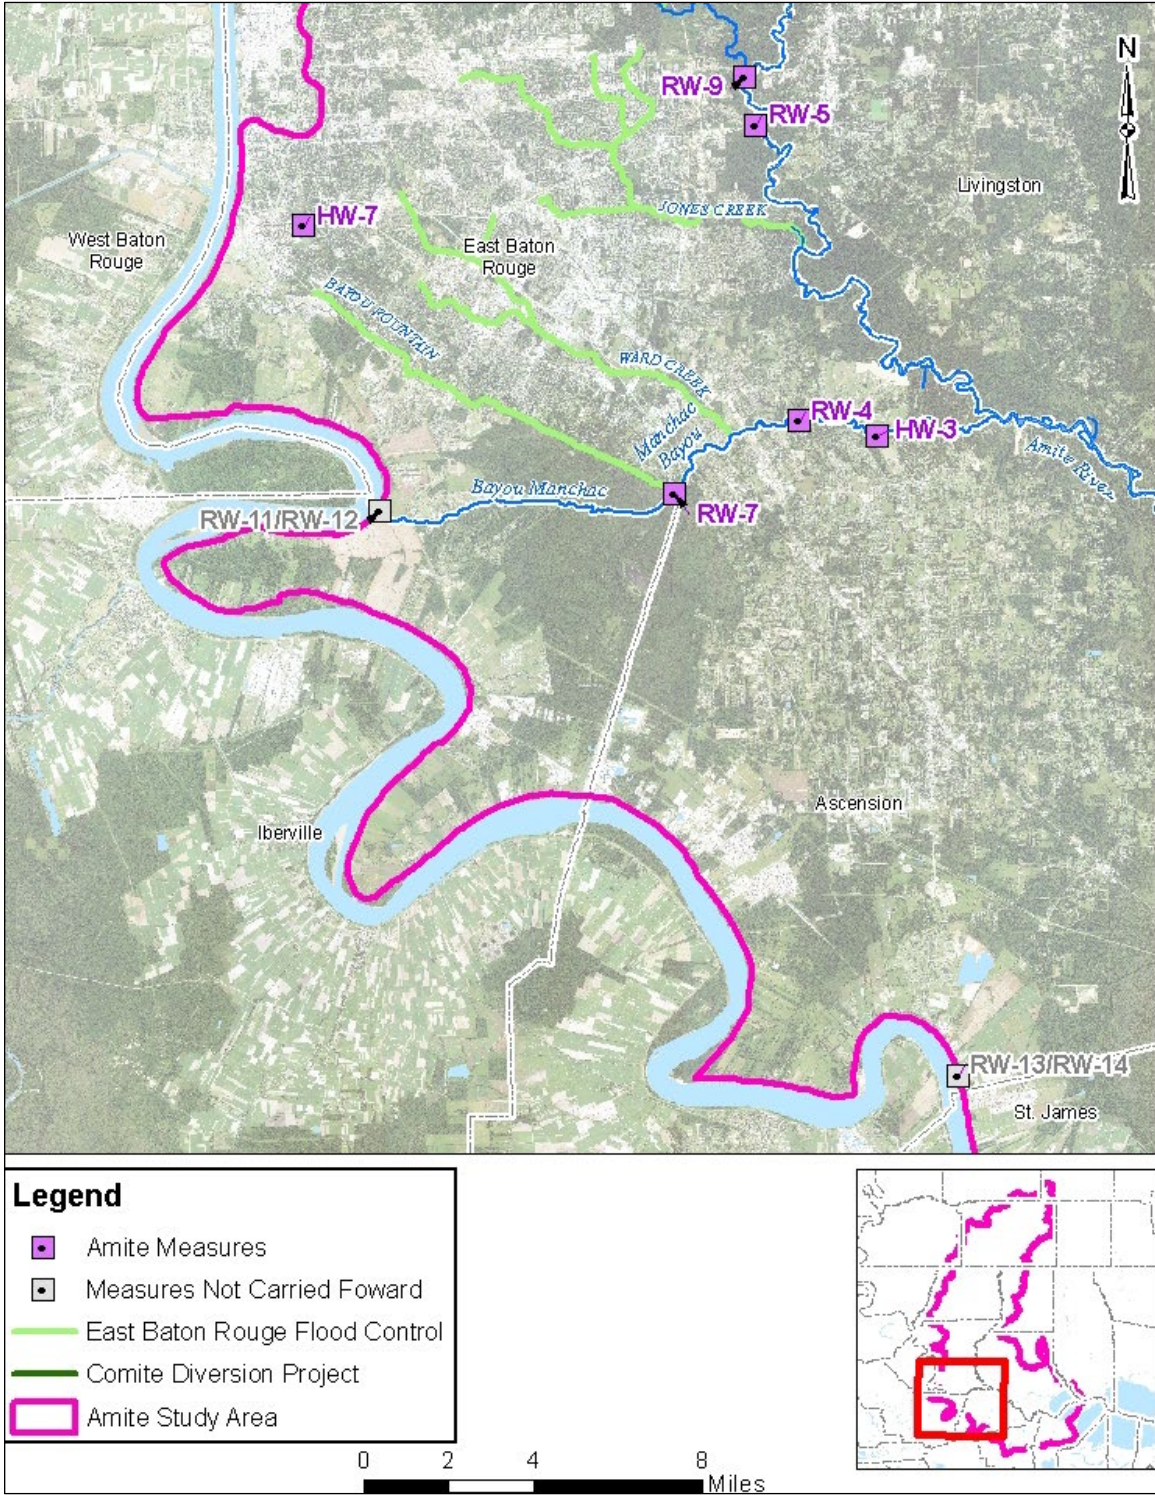 N
RW-9
RW-5
Livingston
JONES CREEK
HW-7
West Baton
Rouge
East Baton
Rouge
BAYOU FOUNTAIN
WARD CREEK
Manchac
Bayou
RW-4
HW-3
Amite River
Bayou Manchac
RW-11/RW-12
RW-7
Ascension
Iberville
RW-13/RW-14
St. James
Legend
Amite Measures
Measures Not Carried Foward
East Baton Rouge Flood Control
Comite Diversion Project
Amite Study Area
0 2 4 8
Miles